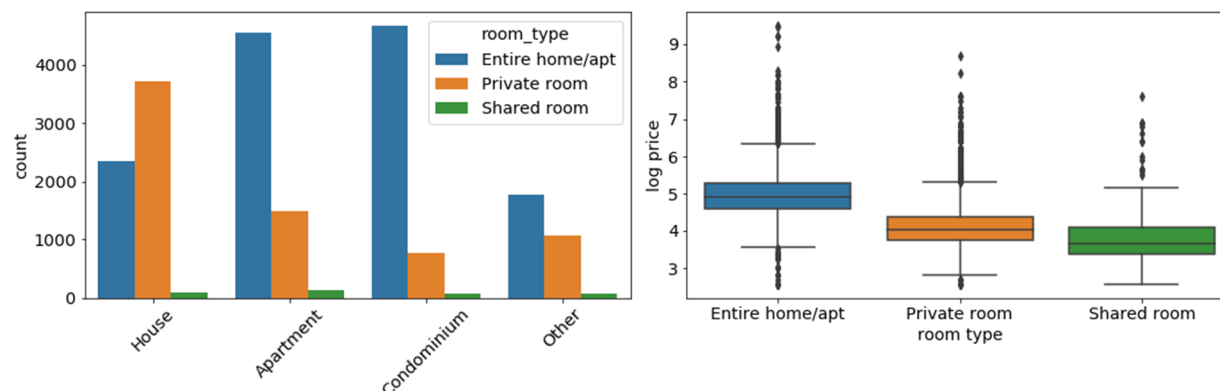 room_type
Entire home/apt
Private room
Shared room
count
4000
3000
2000
1000
0
House
Apartment
Condominium
Other
log price
9
8
7
6
5
4
3
Entire home/apt
Private room
Shared room
room type